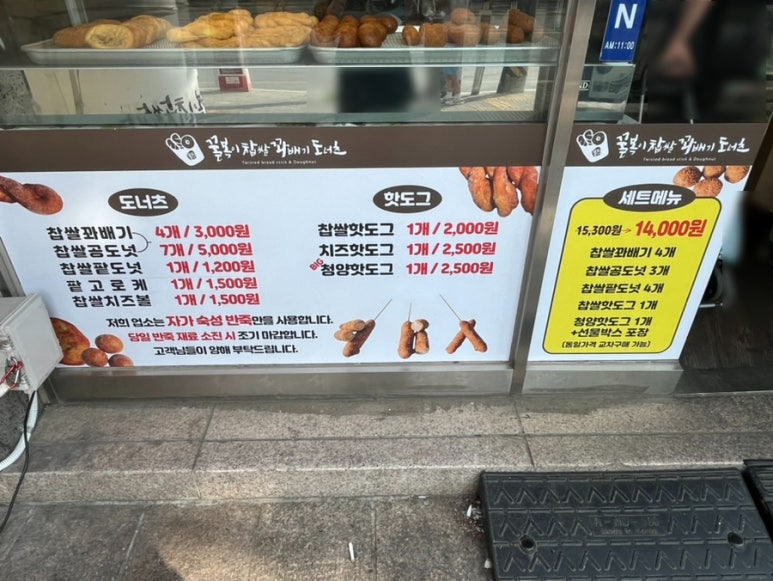 N
AM:11:00
꿀복이 찹쌀 꽈배기 도너츠
Twisted bread stick & Doughnut
꿀복이 찹쌀 꽈배기 도너츠
Twisted bread stick & Doughnut
도너츠
찹쌀꽈배기 4개 / 3,000원
찹쌀공도넛 7개 / 5,000원
찹쌀팥도넛 1개 / 1,200원
팥고로케 1개 / 1,500원
찹쌀치즈볼 1개 / 1,500원
저희 업소는 자가 숙성 반죽만을 사용합니다.
당일 반죽 재료 소진 시 조기 마감합니다.
고객님들이 양해 부탁드립니다.
핫도그
찹쌀핫도그 1개 / 2,000원
치즈핫도그 1개 / 2,500원
BIG 청양핫도그 1개 / 2,500원
세트메뉴
15,300원 → 14,000원
찹쌀꽈배기 4개
찹쌀공도넛 3개
찹쌀팥도넛 4개
찹쌀핫도그 1개
청양핫도그 1개
+선물박스 포장
(동일가격 교차구매 가능)